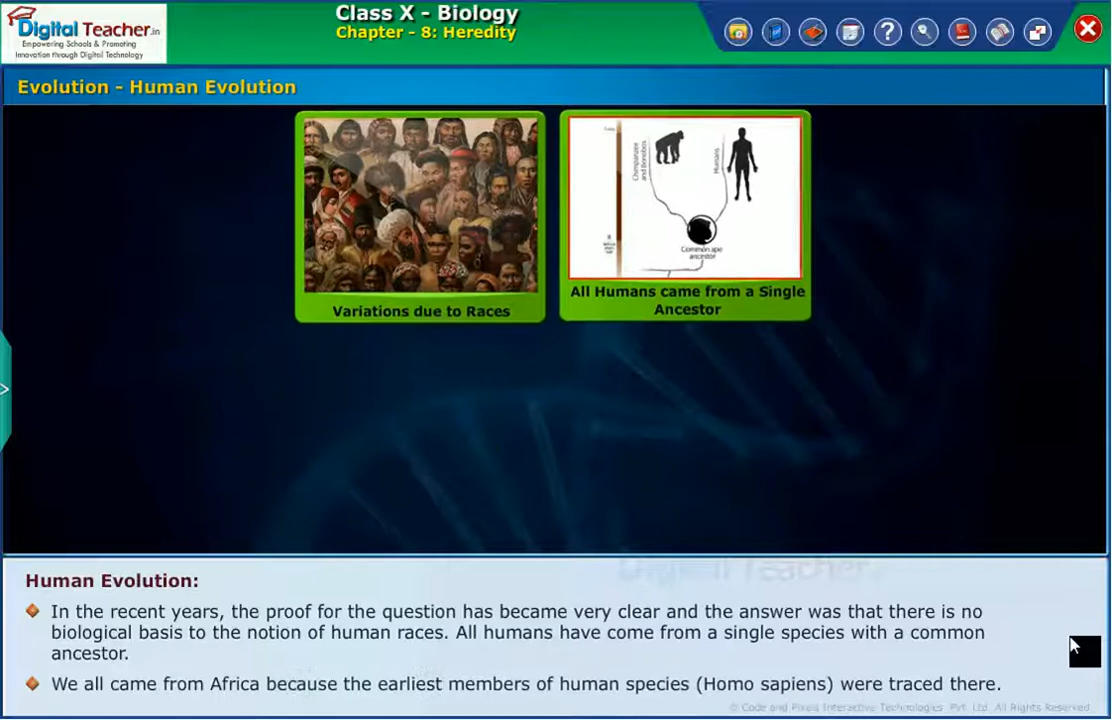 Digital Teacher.in
Empowering Schools & Promoting
Innovation through Digital Technology
Class X - Biology
Chapter - 8: Heredity
Evolution - Human Evolution
Variations due to Races
Chimpanzee
and Bonobos
Humans
Common ape
ancestor
All Humans came from a Single
Ancestor
Human Evolution:
In the recent years, the proof for the question has became very clear and the answer was that there is no
biological basis to the notion of human races. All humans have come from a single species with a common
ancestor.
We all came from Africa because the earliest members of human species (Homo sapiens) were traced there.
© Code and Pixels Interactive Technologies Pvt. Ltd. All Rights Reserved.